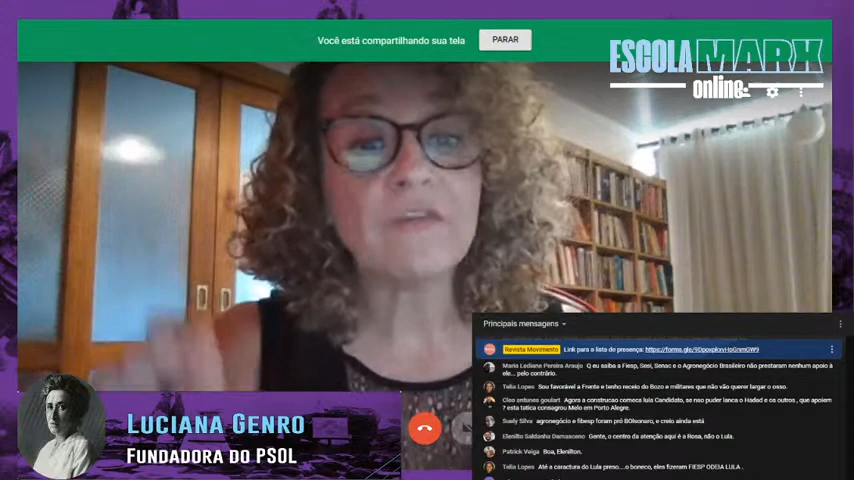 Você está compartilhando sua tela
PARAR
ESCOLA MARX
online
Principais mensagens
Revista Movimento Link para a lista de presença:
Maria Lediane Pereira Araujo Q eu saiba a Fiesp, Sesi, Senac e o Agronegócio Brasileiro não prestaram nenhum apoio à
ele... pelo contrário.
Telia Lopes Sou favorável a Frente e tenho receio do Bozo e militares que não vão querer largar o osso.
Cleo antunes goulart Agora a construcao comeca lula Candidato, se nao puder lanca o Hadad e cs outros , que apoiem
? esta tatica consagrou Melo em Porto Alegre.
Suely Silva agronegócio e fibesp foram pró BOlsonaro, e creio ainda está
Elenilto Saldanha Damasceno Gente, o centro da atenção aqui é a Rosa, não o Lula.
Patrick Veiga Boa, Elenilton.
Telia Lopes Até a caractura do Lula preso....o boneco, eles fizeram FIESP ODEIA LULA .
LUCIANA GENRO
FUNDADORA DO PSOL